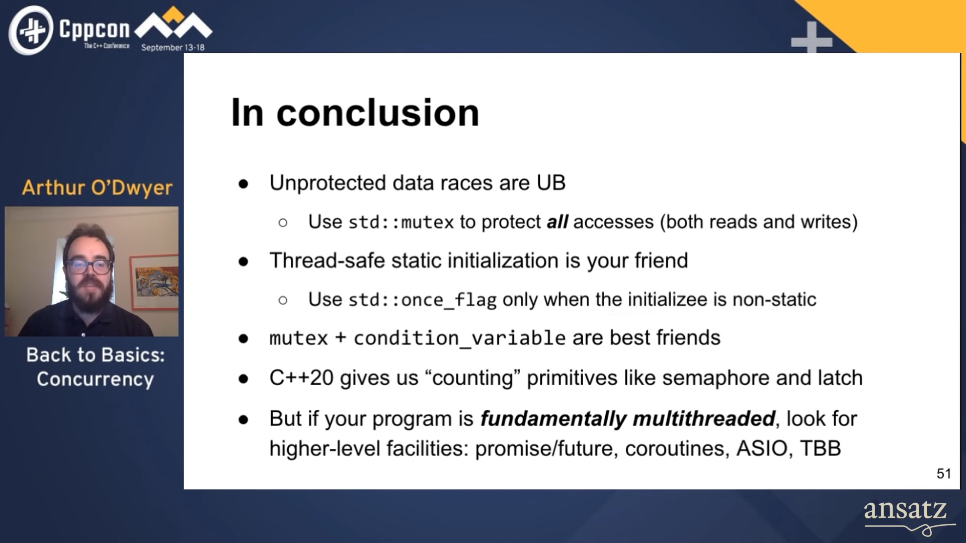 Cppcon
The C++ Conference
September 13-18
In conclusion
● Unprotected data races are UB
○ Use std::mutex to protect all accesses (both reads and writes)
● Thread-safe static initialization is your friend
○ Use std::once_flag only when the initializee is non-static
● mutex + condition_variable are best friends
● C++20 gives us “counting” primitives like semaphore and latch
● But if your program is fundamentally multithreaded, look for
higher-level facilities: promise/future, coroutines, ASIO, TBB
51
Arthur O’Dwyer
Back to Basics:
Concurrency
ansatz